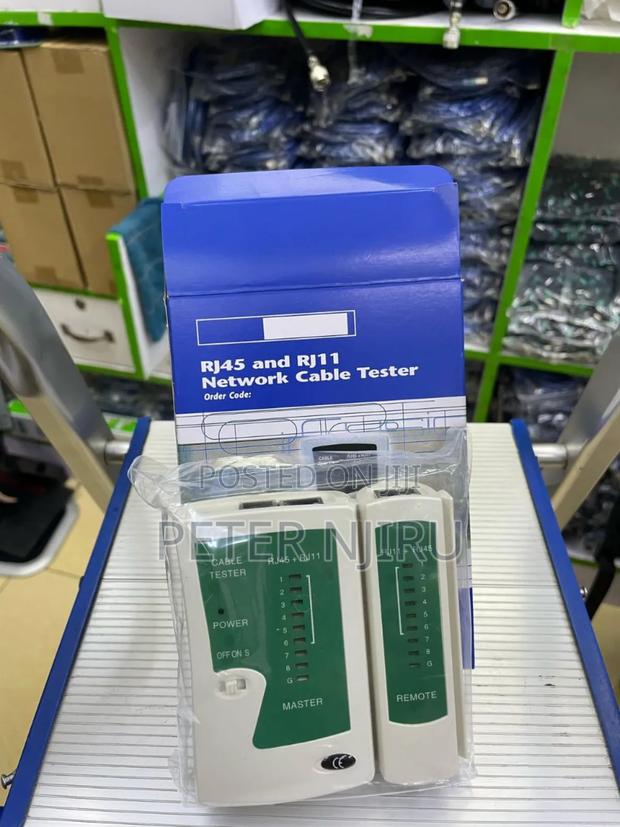 RJ45 and RJ11
Network Cable Tester
Order Code:
POSTED ON JIJI
PETER NJIRU
CABLE
TESTER
RJ45 + RJ11
1
2
3
4
5
6
7
8
G
POWER
OFF ON S
MASTER
CE
RJ11 + RJ45
1
2
3
4
5
6
7
8
G
REMOTE
CABLE